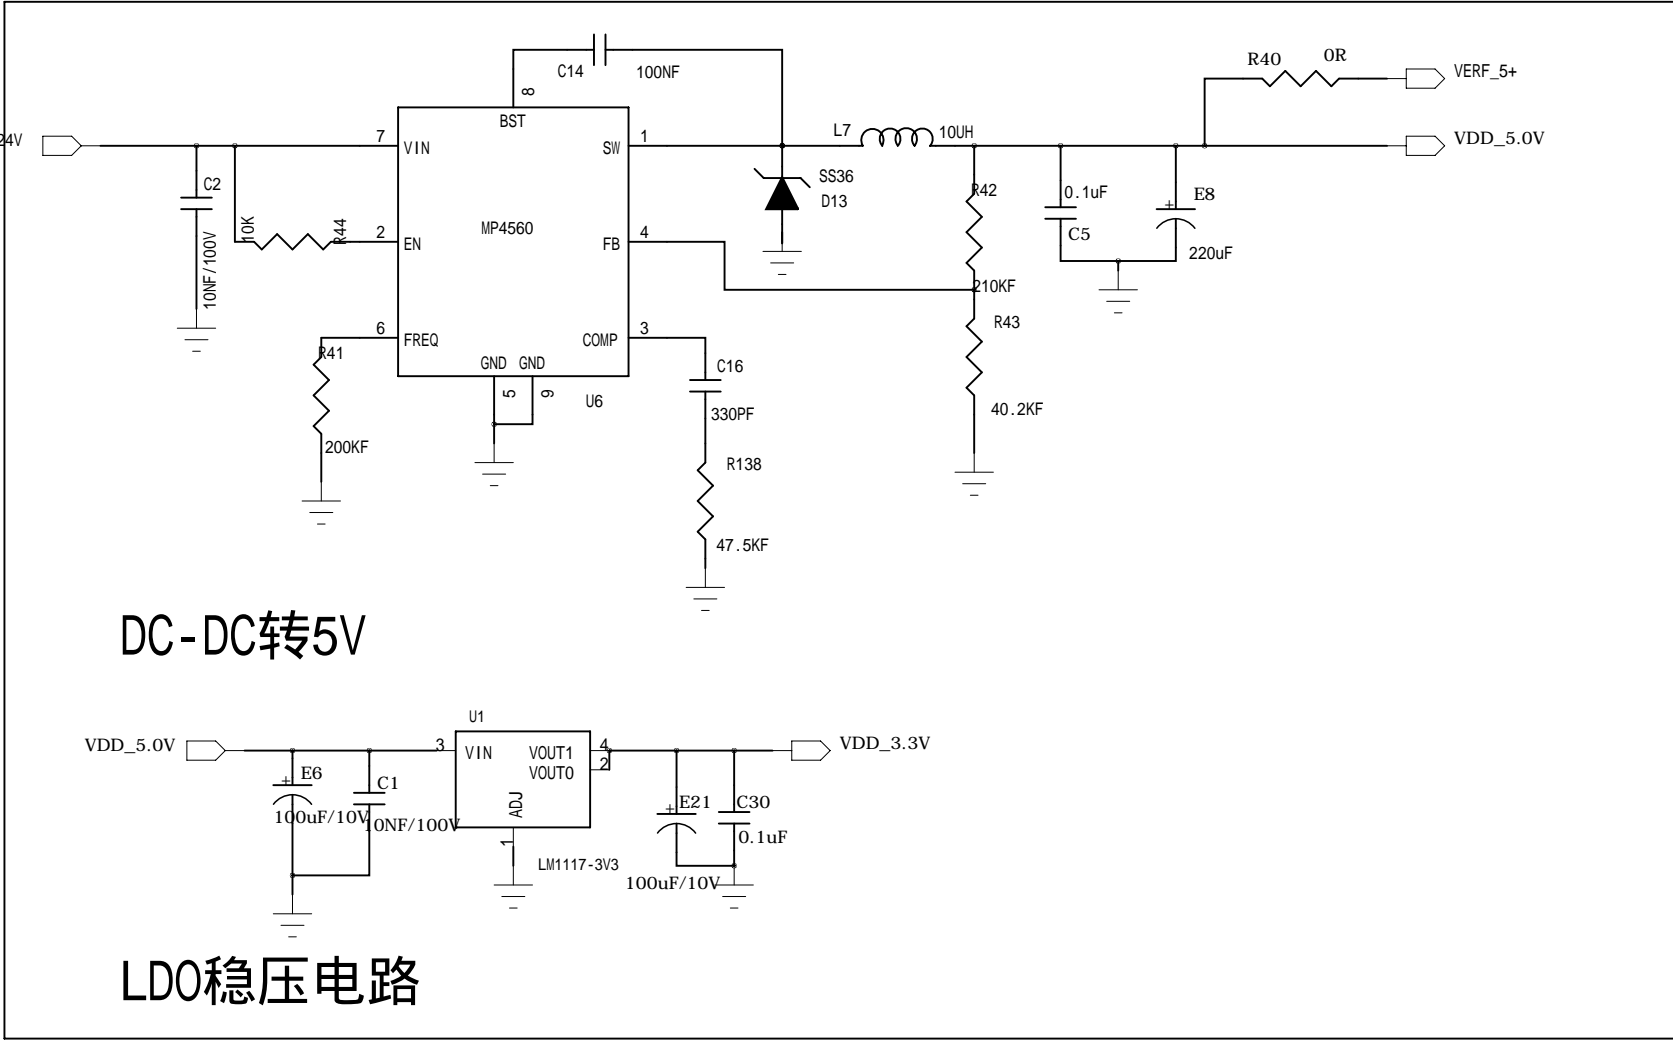 C14
100NF
R40
0R
VERF_5+
24V
8
BST
7
VIN
SW
1
L7
10UH
VDD_5.0V
C2
10NF/100V
10K
R44
2
EN
MP4560
FB
4
SS36
D13
R42
210KF
0.1uF
C5
E8
220uF
+
6
FREQ
R41
200KF
COMP
3
GND
GND
5
9
U6
C16
330PF
R43
40.2KF
R138
47.5KF
DC-DC转5V
U1
VDD_5.0V
3
VIN
VOUT1
4
VOUT0
2
VDD_3.3V
+
E6
100uF/10V
C1
10NF/100V
ADJ
1
LM1117-3V3
+
E21
100uF/10V
C30
0.1uF
LDO稳压电路